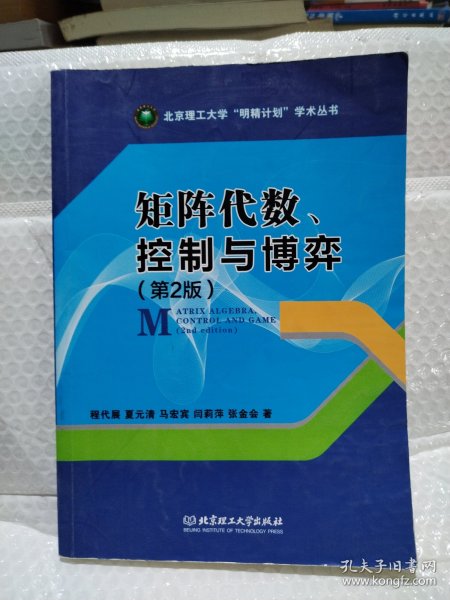 北京理工大学“明精计划”学术丛书
矩阵代数、
控制与博弈
(第2版)
MATRIX ALGEBRA,
CONTROL AND GAME
(2nd edition)
程代展 夏元清 马宏宾 闫莉萍 张金会 著
北京理工大学出版社
BEIJING INSTITUTE OF TECHNOLOGY PRESS
孔夫子旧书网
www.kongfz.com